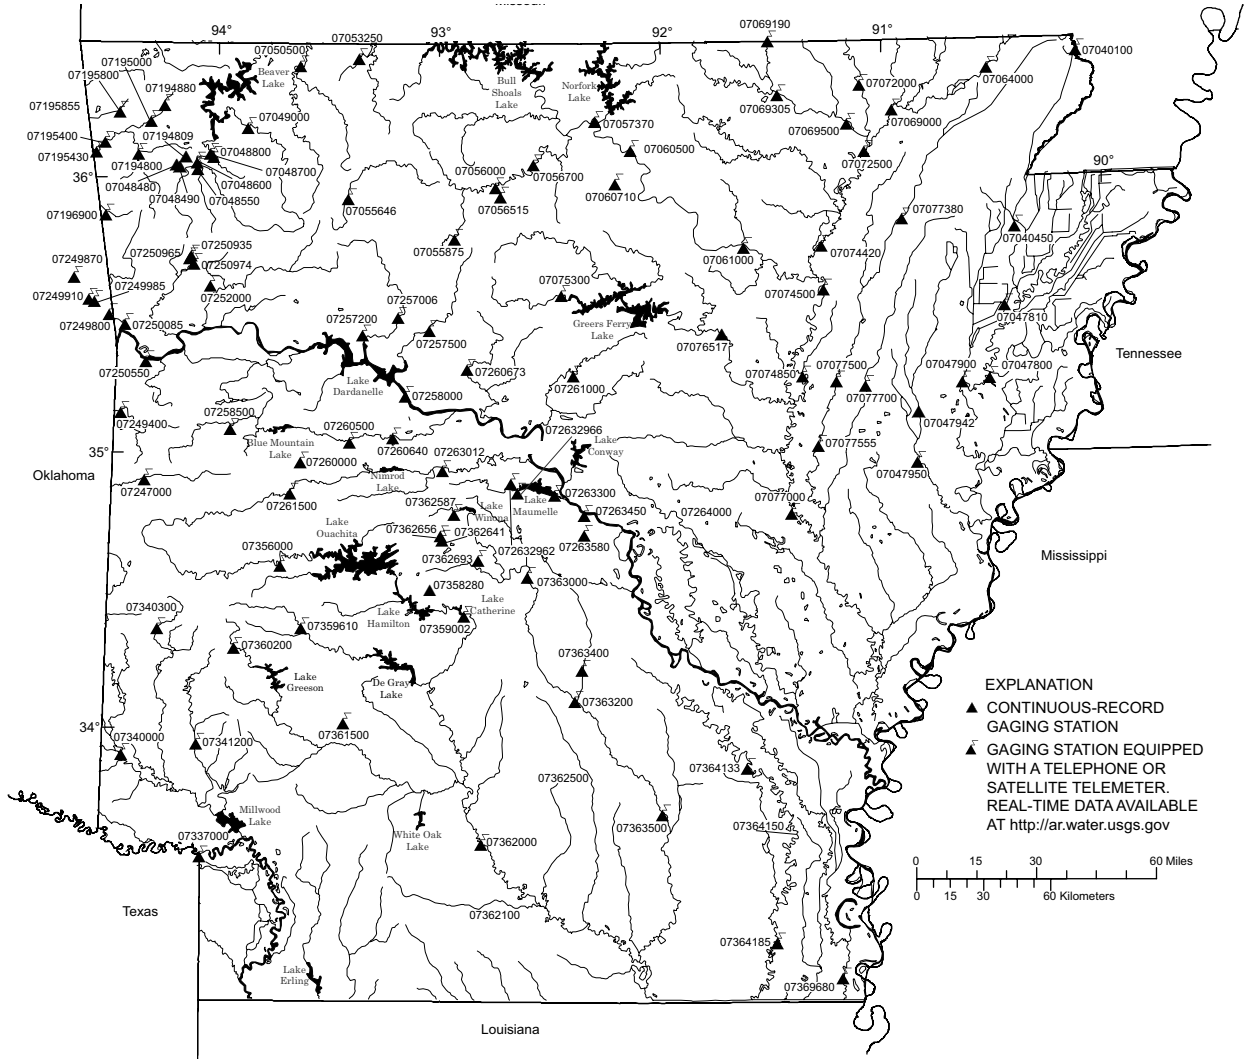 Missouri
94°
93°
92°
91°
07069190
07053250
07050500
07040100
07195000
07195800
07194880
Beaver
Lake
Bull
Shoals
Lake
Norfork
Lake
07072000
07064000
07195855
07049000
07057370
07069305
07069500
07069000
07195400
07194809
07195430
07194800
07048800
07048700
07060500
07072500
90°
36°
07048480
07048600
07048490
07048550
07056000
07056700
07056515
07060710
07196900
07055646
07077380
07040450
07250965
07250935
07250974
07055875
07061000
07074420
07249870
07249985
07249910
07252000
07257006
07075300
07074500
07249800
07250085
07257200
07257500
Greers Ferry
Lake
07076517
07047810
Tennessee
07250550
Lake
Dardanelle
07260673
07261000
07074850
07077500
07047900
07047800
07077700
07258000
07249400
07258500
07260500
07047942
Blue Mountain
Lake
07260640
072632966
Lake
Conway
07077555
35°
07260000
07263012
07047950
Oklahoma
07247000
Nimrod
Lake
07261500
07362587
Lake
Winona
Lake
Maumelle
07263300
07077000
07263450
07264000
Lake
Ouachita
07362656
07362641
07263580
07356000
07362693
072632962
Mississippi
07358280
07363000
Lake
Hamilton
Lake
Catherine
07340300
07359610
07359002
07360200
07363400
Lake
Greeson
De Gray
Lake
07363200
EXPLANATION
CONTINUOUS-RECORD
GAGING STATION
34°
07340000
07341200
07361500
GAGING STATION EQUIPPED
WITH A TELEPHONE OR
SATELLITE TELEMETER.
REAL-TIME DATA AVAILABLE
AT http://ar.water.usgs.gov
07364133
07362500
Millwood
Lake
White Oak
Lake
07363500
07364150
07337000
07362000
0 15 30 60 Miles
0 15 30 60 Kilometers
Texas
07362100
07364185
Lake
Erling
07369680
Louisiana